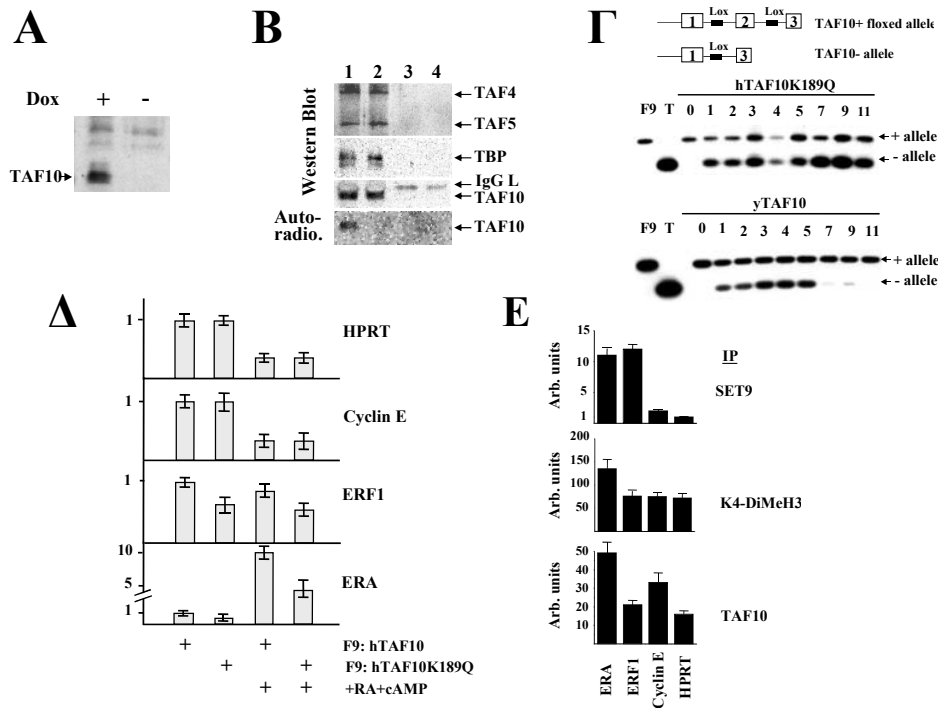 A
Dox + -
TAF10
B
1 2 3 4
Western Blot
TAF4
TAF5
TBP
IgG L
TAF10
Auto-
radio.
TAF10
Γ
Lox Lox
1 2 3 TAF10+ floxed allele
Lox
1 3 TAF10- allele
hTAF10K189Q
F9 T 0 1 2 3 4 5 7 9 11
+ allele
- allele
yTAF10
F9 T 0 1 2 3 4 5 7 9 11
+ allele
- allele
Δ
1
HPRT
1
Cyclin E
1
ERF1
10
5
1
ERA
+ +
F9: hTAF10
+ +
F9: hTAF10K189Q
+ +
+RA+cAMP
E
Arb. units
15
10
5
1
IP
SET9
Arb. units
200
150
100
50
K4-DiMeH3
Arb. units
50
40
30
20
10
TAF10
ERA
ERF1
Cyclin E
HPRT